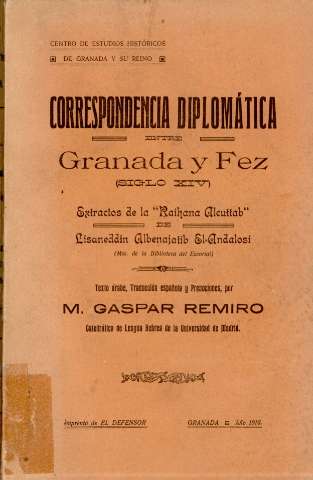 CENTRO DE ESTUDIOS HISTÓRICOS
DE GRANADA Y SU REINO
CORRESPONDENCIA DIPLOMÁTICA
ENTRE
Granada y Fez
(SIGLO XIV)
Extractos de la "Raihana Alcuttab"
DE
Lisaneddin Albenajatib El-Andalosi
(Mss. de la Biblioteca del Escorial)
Texto árabe, Traducción española y Prenociones, por
M. GASPAR REMIRO
Catedrático de Lengua Hebrea de la Universidad de Madrid.
Imprenta de EL DEFENSOR
GRANADA Año 1916.